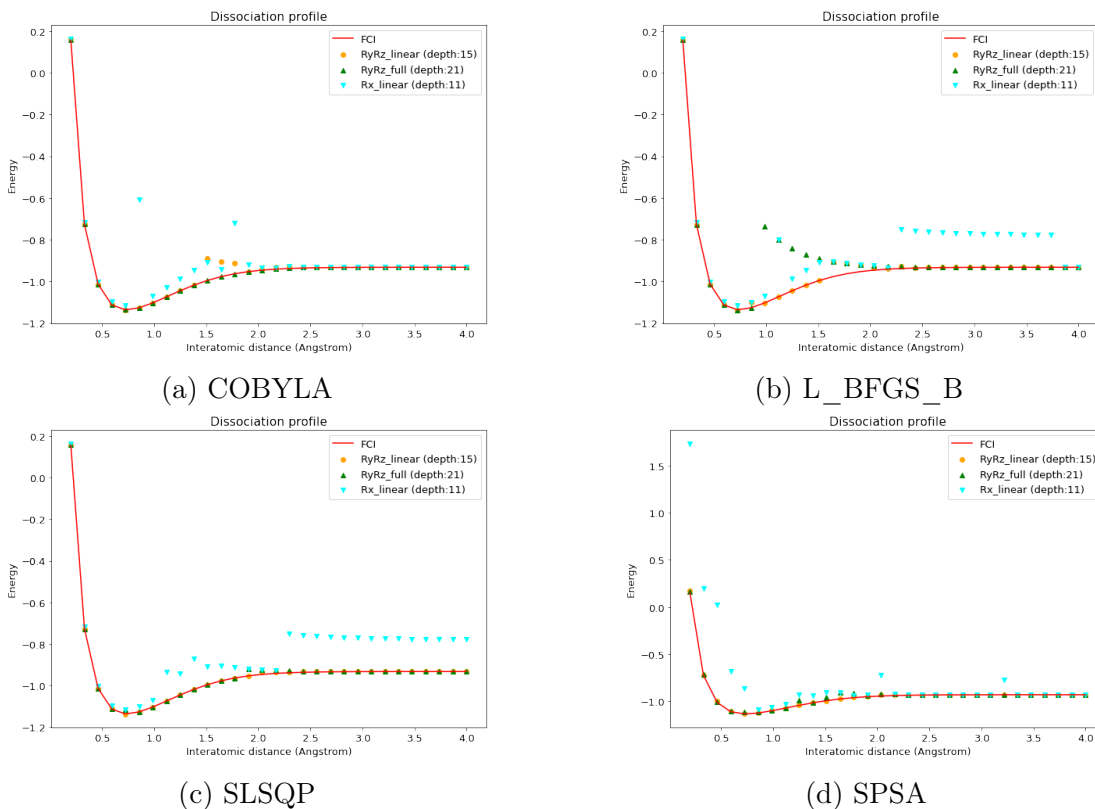 Dissociation profile
FCI
RyRz_linear (depth:15)
RyRz_full (depth:21)
Rx_linear (depth:11)
Energy
0.2
0.0
−0.2
−0.4
−0.6
−0.8
−1.0
−1.2
0.5 1.0 1.5 2.0 2.5 3.0 3.5 4.0
Interatomic distance (Angstrom)
(a) COBYLA
Dissociation profile
FCI
RyRz_linear (depth:15)
RyRz_full (depth:21)
Rx_linear (depth:11)
Energy
0.2
0.0
−0.2
−0.4
−0.6
−0.8
−1.0
−1.2
0.5 1.0 1.5 2.0 2.5 3.0 3.5 4.0
Interatomic distance (Angstrom)
(b) L_BFGS_B
Dissociation profile
FCI
RyRz_linear (depth:15)
RyRz_full (depth:21)
Rx_linear (depth:11)
Energy
0.2
0.0
−0.2
−0.4
−0.6
−0.8
−1.0
−1.2
0.5 1.0 1.5 2.0 2.5 3.0 3.5 4.0
Interatomic distance (Angstrom)
(c) SLSQP
Dissociation profile
FCI
RyRz_linear (depth:15)
RyRz_full (depth:21)
Rx_linear (depth:11)
Energy
1.5
1.0
0.5
0.0
−0.5
−1.0
0.5 1.0 1.5 2.0 2.5 3.0 3.5 4.0
Interatomic distance (Angstrom)
(d) SPSA